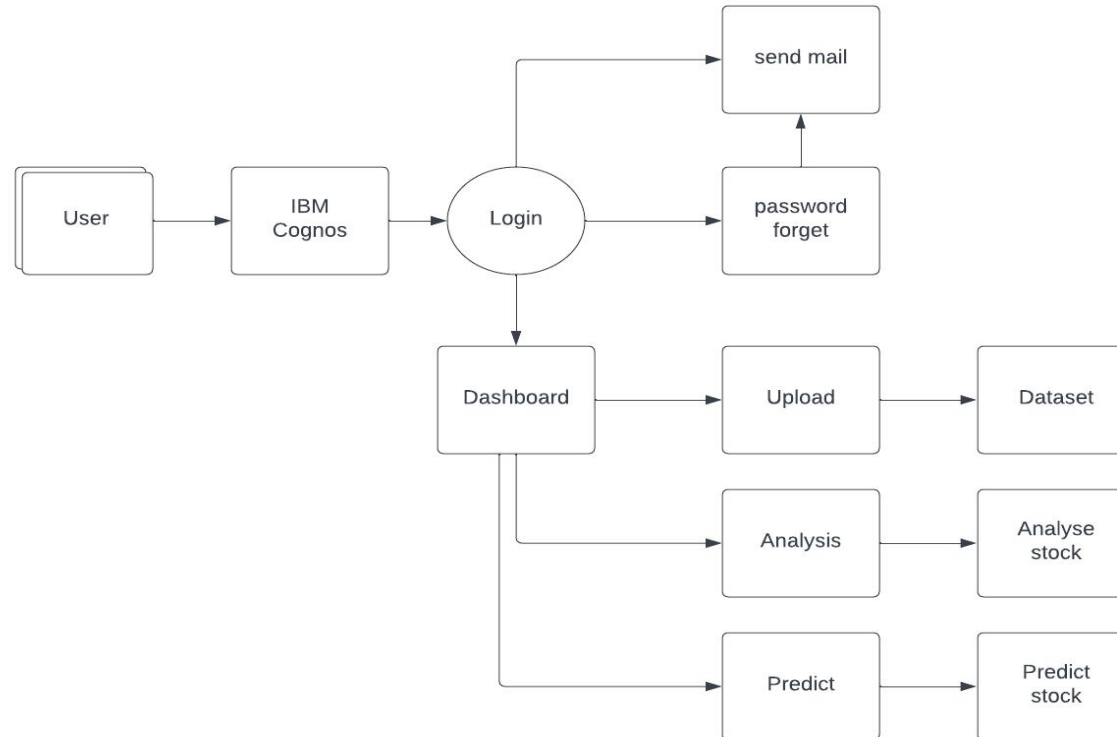 send mail
User
IBM
Cognos
Login
password
forget
Dashboard
Upload
Dataset
Analysis
Analyse
stock
Predict
Predict
stock